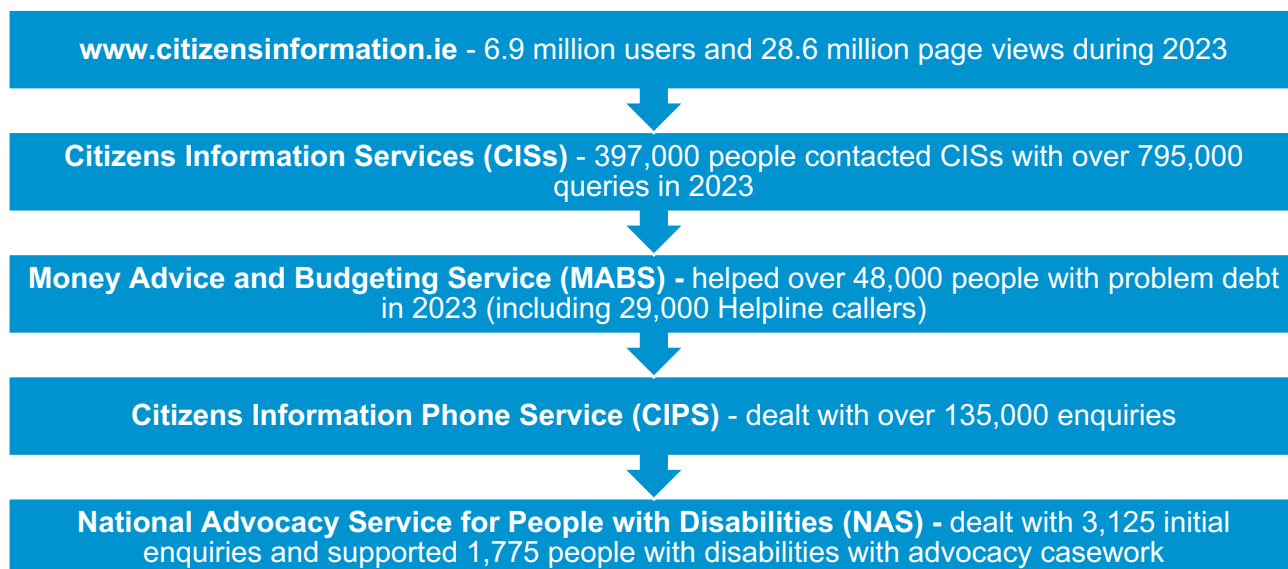 www.citizensinformation.ie - 6.9 million users and 28.6 million page views during 2023
Citizens Information Services (CISs) - 397,000 people contacted CISs with over 795,000
queries in 2023
Money Advice and Budgeting Service (MABS) - helped over 48,000 people with problem debt
in 2023 (including 29,000 Helpline callers)
Citizens Information Phone Service (CIPS) - dealt with over 135,000 enquiries
National Advocacy Service for People with Disabilities (NAS) - dealt with 3,125 initial
enquiries and supported 1,775 people with disabilities with advocacy casework